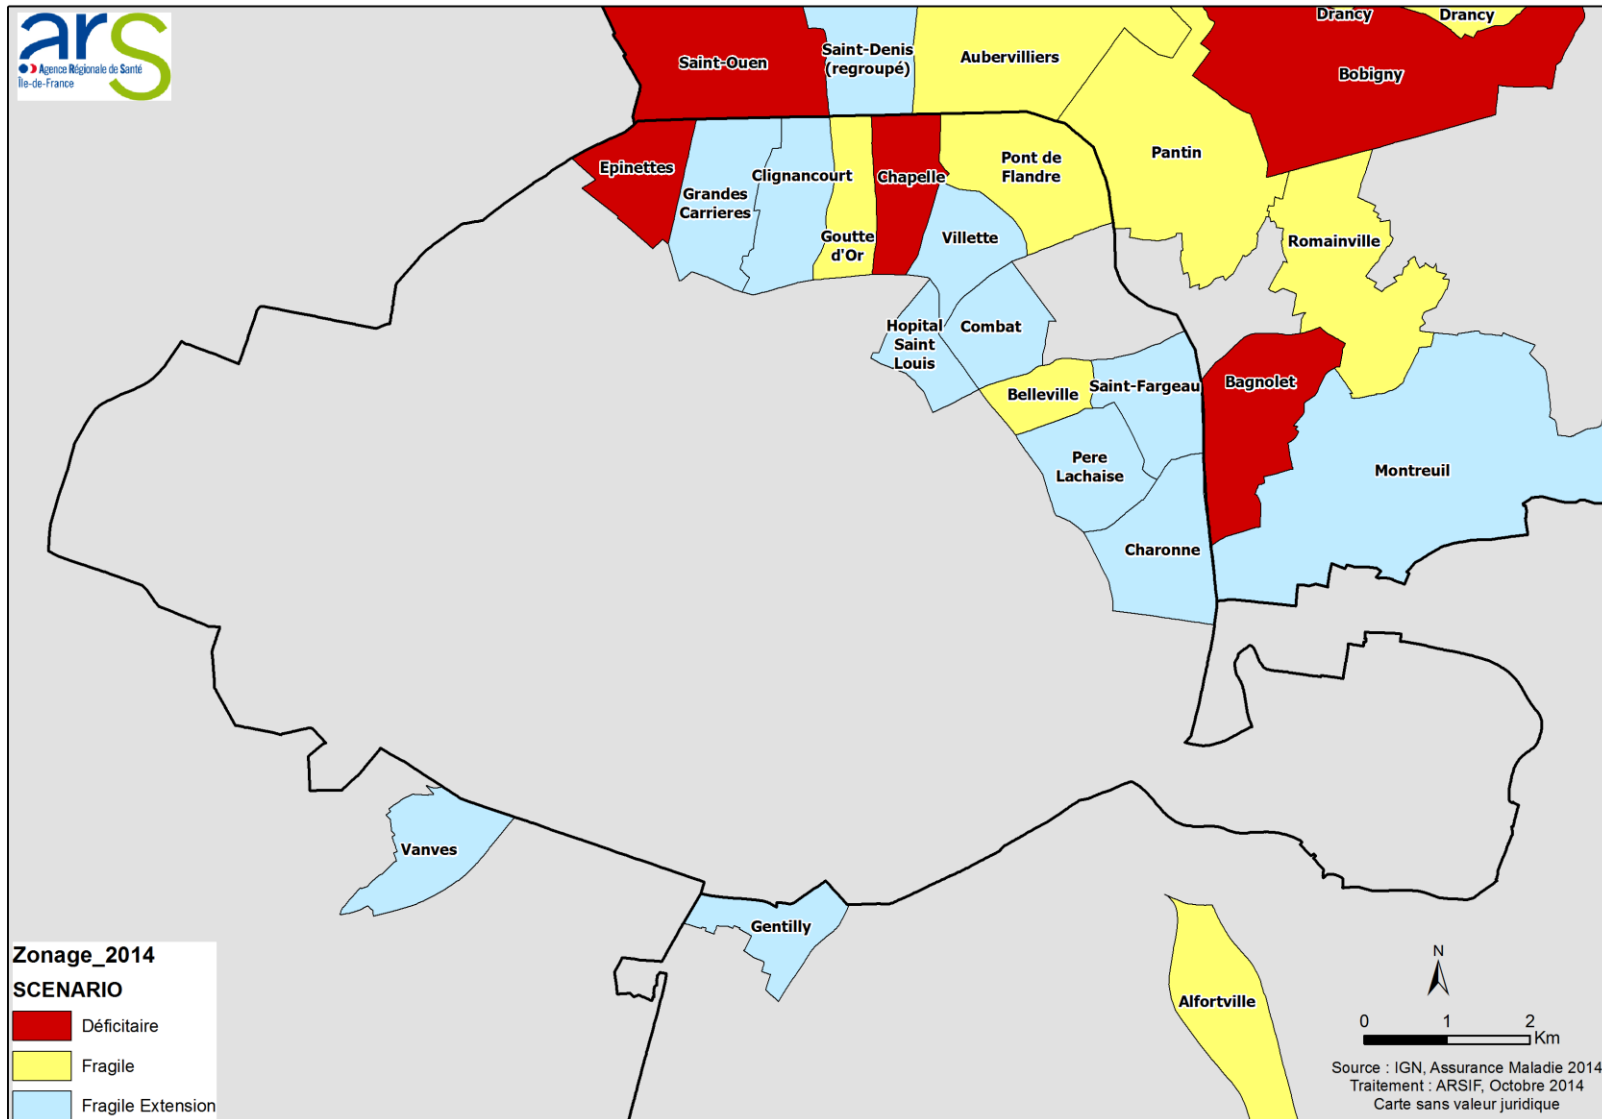 ars
Agence Régionale de Santé
Île-de-France
Saint-Ouen
Saint-Denis
(regroupé)
Aubervilliers
Drancy
Drancy
Bobigny
Pantin
Epinettes
Grandes
Carrieres
Clignancourt
Goutte
d'Or
Chapelle
Pont de
Flandre
Villette
Romainville
Hopital
Saint
Louis
Combat
Belleville
Saint-Fargeau
Bagnolet
Pere
Lachaise
Montreuil
Charonne
Vanves
Gentilly
Alfortville
Zonage_2014
SCENARIO
Déficitaire
Fragile
Fragile Extension
N
0 1 2
Km
Source : IGN, Assurance Maladie 2014
Traitement : ARSIF, Octobre 2014
Carte sans valeur juridique